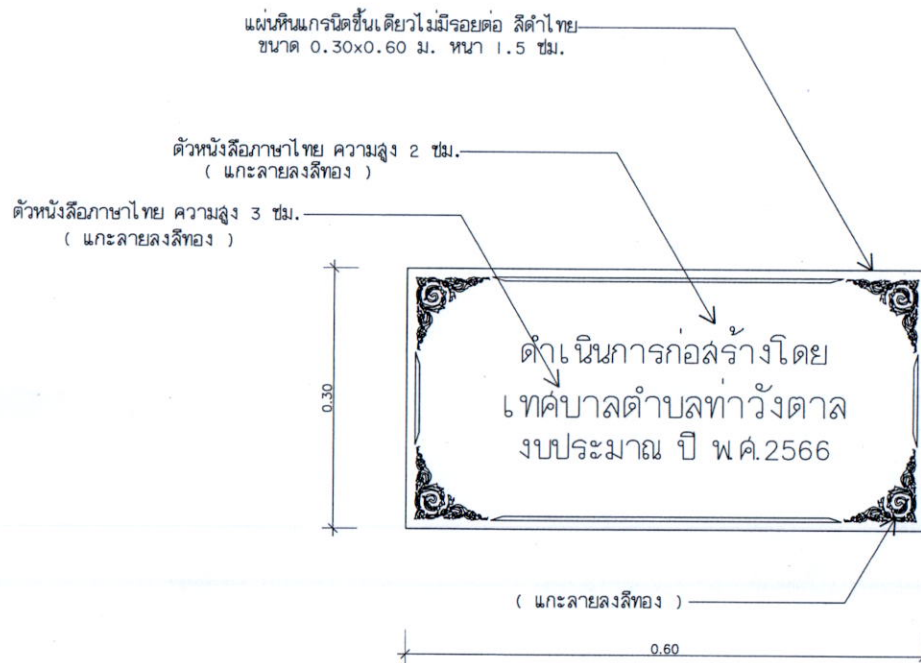 แผ่นหินแกรนิตชิ้นเดียวไม่มีรอยต่อ สีดำไทย
ขนาด 0.30x0.60 ม. หนา 1.5 ซม.
ตัวหนังสือภาษาไทย ความสูง 2 ซม.
( แกะลายลงสีทอง )
ตัวหนังสือภาษาไทย ความสูง 3 ซม.
( แกะลายลงสีทอง )
0.30
ดำเนินการก่อสร้างโดย
เทศบาลตำบลท่าวังตาล
งบประมาณ ปี พ.ศ.2566
( แกะลายลงสีทอง )
0.60